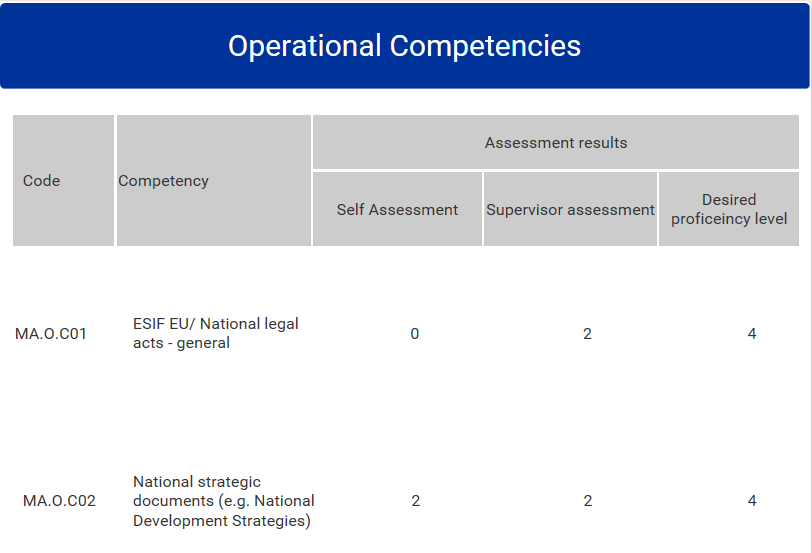 Operational Competencies
Code
Competency
Assessment results
Self Assessment
Supervisor assessment
Desired
proficeincy level
MA.O.C01
ESIF EU/ National legal
acts - general
0
2
4
MA.O.C02
National strategic
documents (e.g. National
Development Strategies)
2
2
4